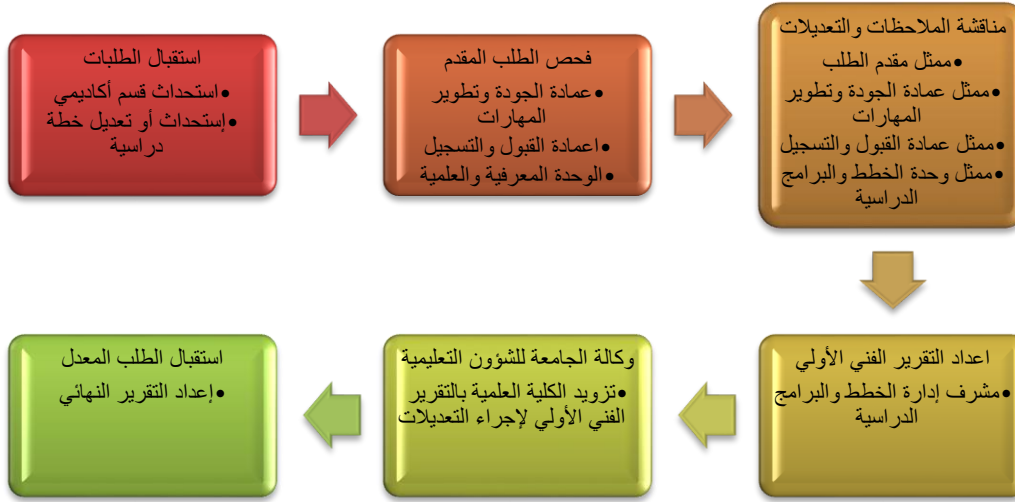 استقبال الطلبات
•استحداث قسم أكاديمي
•إستحداث أو تعديل خطة
دراسية
فحص الطلب المقدم
•عمادة الجودة وتطوير
المهارات
•اعمادة القبول والتسجيل
•الوحدة المعرفية والعلمية
مناقشة الملاحظات والتعديلات
•ممثل مقدم الطلب
•ممثل عمادة الجودة وتطوير
المهارات
•ممثل عمادة القبول والتسجيل
•ممثل وحدة الخطط والبرامج
الدراسية
اعداد التقرير الفني الأولي
•مشرف إدارة الخطط والبرامج
الدراسية
وكالة الجامعة للشؤون التعليمية
•تزويد الكلية العلمية بالتقرير
الفني الأولي لإجراء التعديلات
استقبال الطلب المعدل
•إعداد التقرير النهائي